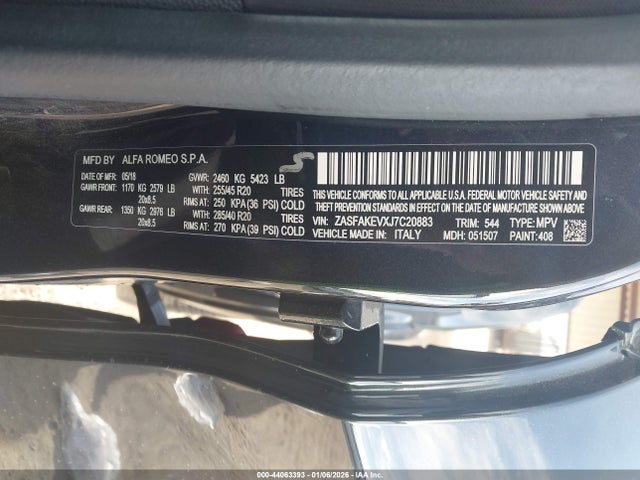 MFD BY ALFA ROMEO S.P.A.
DATE OF MFR: 05/18 GVWR: 2460 KG 5423 LB
GAWR FRONT: 1170 KG 2579 LB WITH 255/45 R20 TIRES
20x8.5 RIMS AT: 250 KPA (36 PSI) COLD
GAWR REAR: 1350 KG 2976 LB WITH 285/40 R20 TIRES
20x8.5 RIMS AT: 270 KPA (39 PSI) COLD
THIS VEHICLE CONFORMS TO ALL APPLICABLE U.S.A. FEDERAL MOTOR VEHICLE SAFETY,
BUMPER, AND THEFT PREVENTION STANDARDS IN EFFECT ON THE DATE OF MANUFACTURE SHOWN ABOVE.
VIN: ZASFAKEVXJ7C20883 TRIM: 544 TYPE: MPV
VEHICLE MADE IN: ITALY MDH: 051507 PAINT: 408
000-44063393 - 01/06/2026 - IAAI.COM